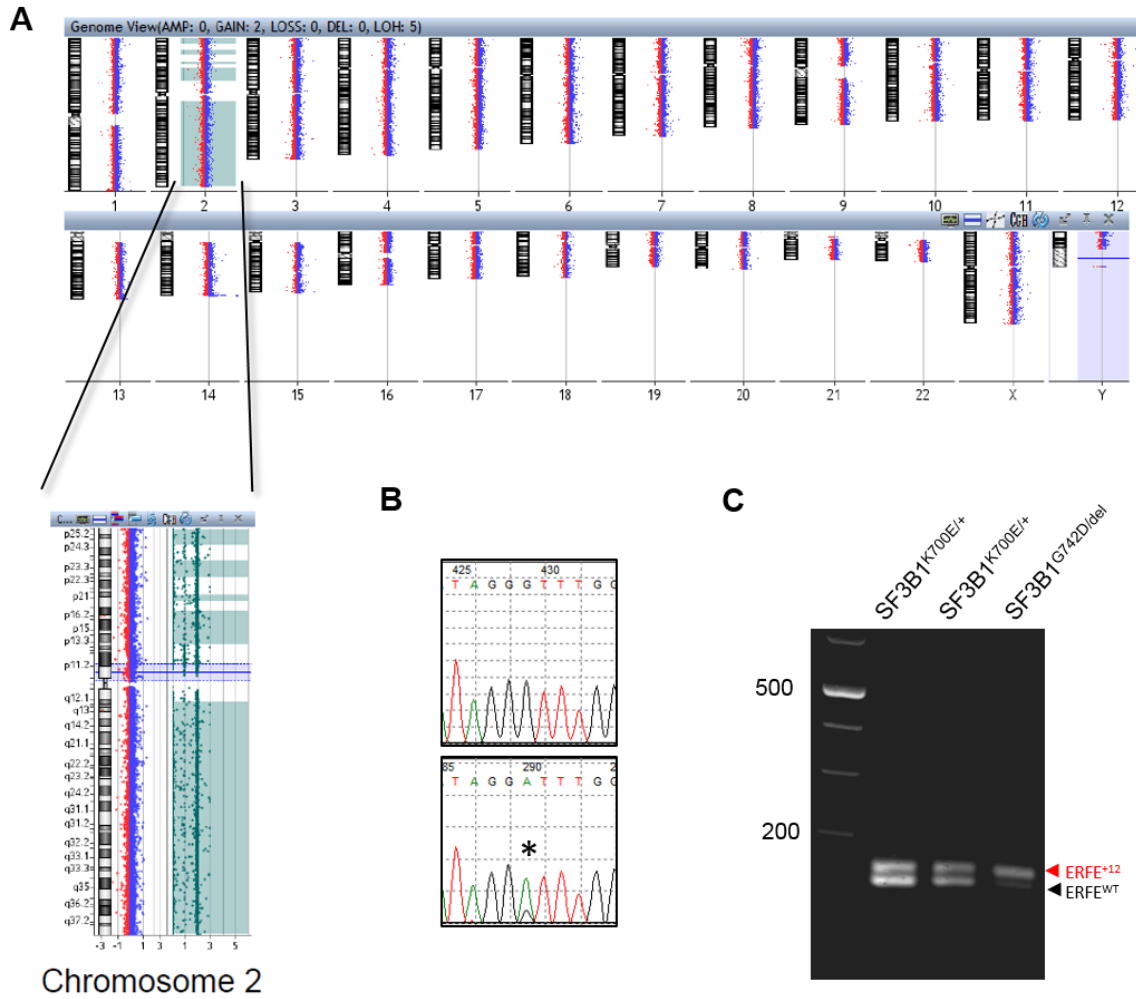 A
Genome View(AMP: 0, GAIN: 2, LOSS: 0, DEL: 0, LOH: 5)
1 2 3 4 5 6 7 8 9 10 11 12
CGH
13 14 15 16 17 18 19 20 21 22 X Y
C... CGH
p25.2
p24.3
p23.3
p22.3
p21
p16.2
p15
p13.3
p11.2
q12.1
q13
q14.2
q21.1
q22.2
q23.2
q24.2
q31.1
q32.2
q33.1
q33.3
q35
q36.2
q37.2
-3 -1 1 3 1 3 5
Chromosome 2
B
425 430
T A G G G T T T G G
85 290 2
T A G G A T T T G C
*
C
SF3B1K700E/+
SF3B1K700E/+
SF3B1G742D/del
500
200
ERFE+12
ERFEWT